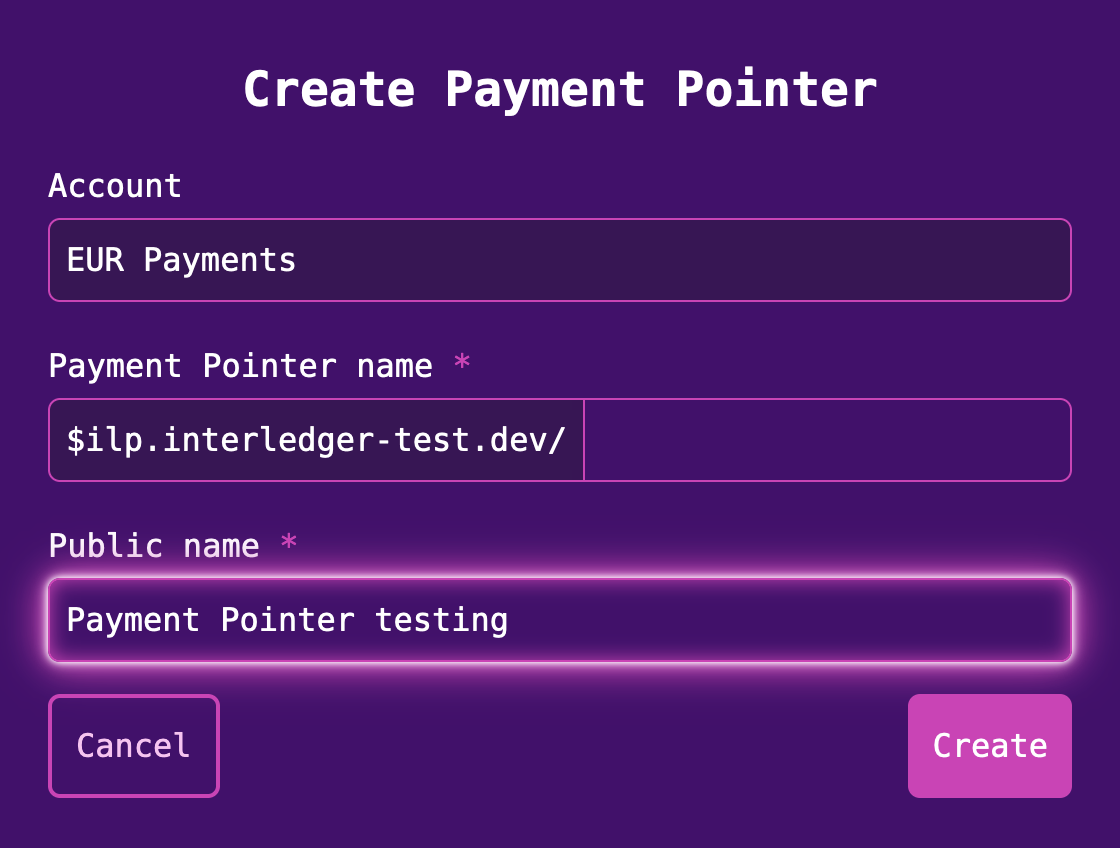 Create Payment Pointer
Account
EUR Payments
Payment Pointer name *
$ilp.interledger-test.dev/
Public name *
Payment Pointer testing
Cancel
Create